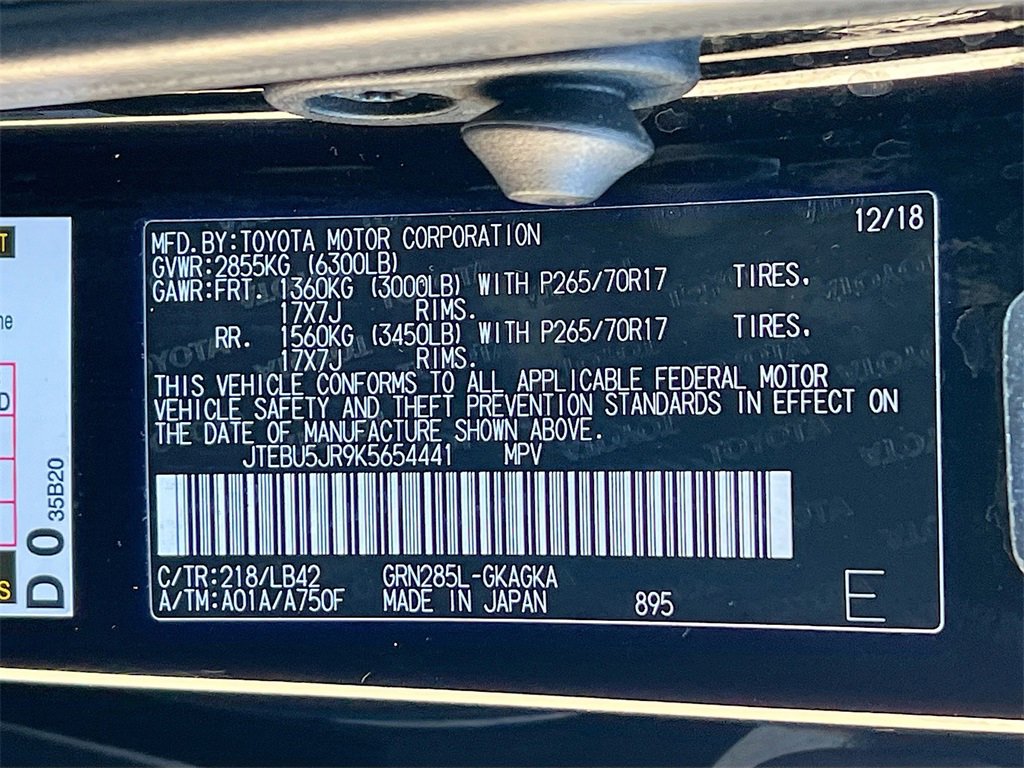 12/18
MFD.BY:TOYOTA MOTOR CORPORATION
GVWR:2855KG (6300LB)
GAWR:FRT. 1360KG (3000LB) WITH P265/70R17 TIRES.
17X7J RIMS.
RR. 1560KG (3450LB) WITH P265/70R17 TIRES.
17X7J RIMS.
THIS VEHICLE CONFORMS TO ALL APPLICABLE FEDERAL MOTOR
VEHICLE SAFETY AND THEFT PREVENTION STANDARDS IN EFFECT ON
THE DATE OF MANUFACTURE SHOWN ABOVE.
JTEBU5JR9K5654441 MPV
C/TR:218/LB42 GRN285L-GKAGKA
A/TM:A01A/A750F MADE IN JAPAN 895 E
T
ne
D
S
D 0 35B20